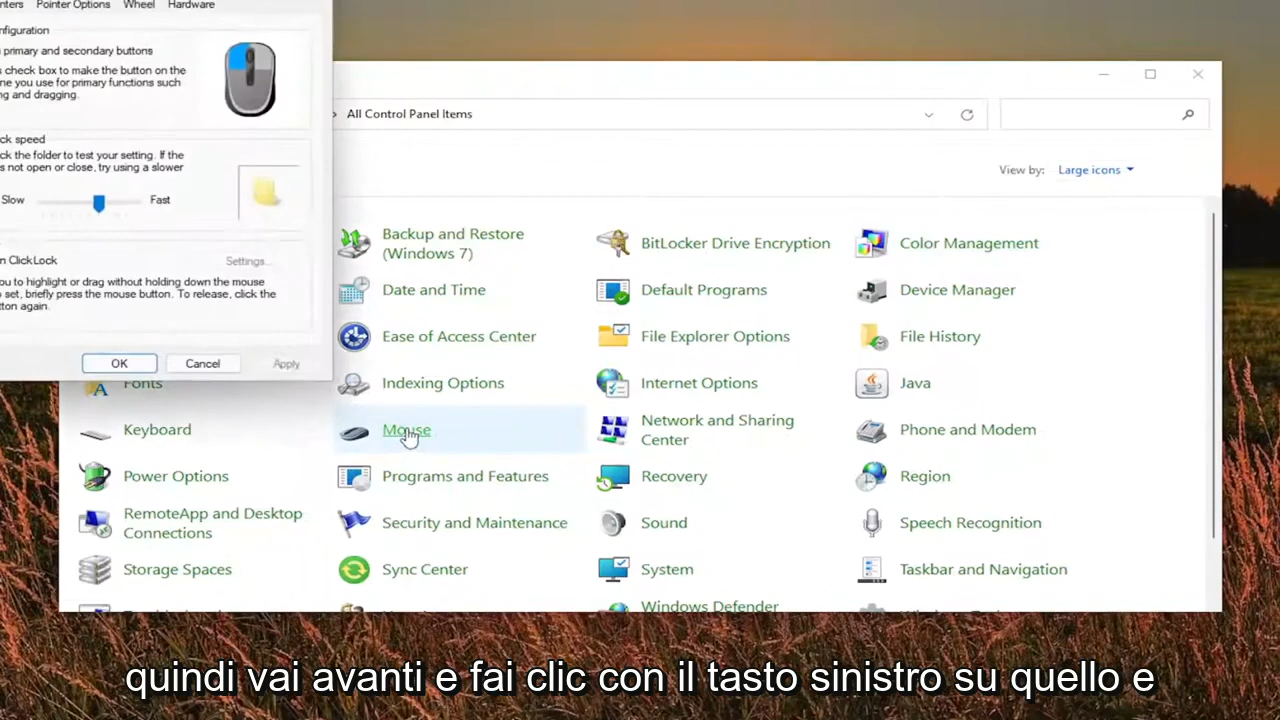 Pointer Options
Wheel
Hardware
primary and secondary buttons
check box to make the button on the
you use for primary functions such
and dragging.
speed
the folder to test your setting. If the
not open or close, try using a slower
Slow
Fast
ClickLock
Settings...
to highlight or drag without holding down the mouse
set, briefly press the mouse button. To release, click the
again.
OK
Cancel
Apply
All Control Panel Items
View by:
Large icons
Backup and Restore
(Windows 7)
BitLocker Drive Encryption
Color Management
Date and Time
Default Programs
Device Manager
Ease of Access Center
File Explorer Options
File History
Fonts
Indexing Options
Internet Options
Java
Keyboard
Mouse
Network and Sharing
Center
Phone and Modem
Power Options
Programs and Features
Recovery
Region
RemoteApp and Desktop
Connections
Security and Maintenance
Sound
Speech Recognition
Storage Spaces
Sync Center
System
Taskbar and Navigation
Windows Defender
quindi vai avanti e fai clic con il tasto sinistro su quello e